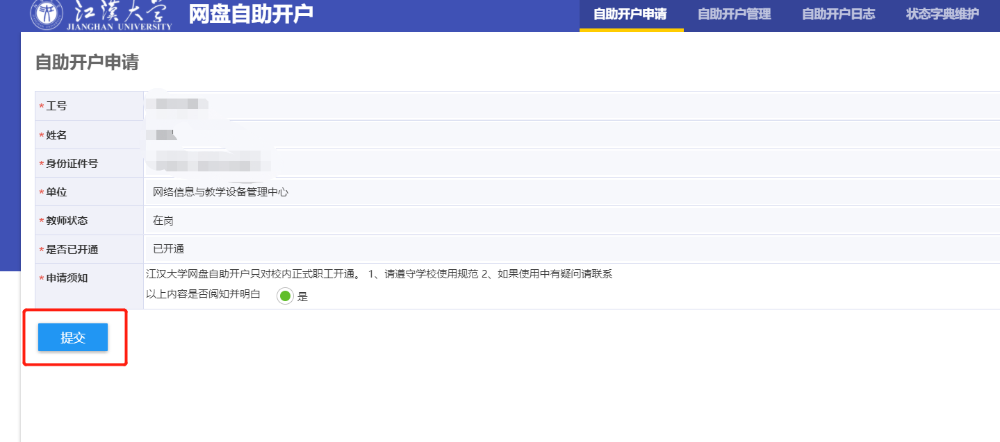 江漢大学
JIANGHAN UNIVERSITY
网盘自助开户
自助开户申请 自助开户管理 自助开户日志 状态字典维护
自助开户申请
*工号
*姓名
*身份证件号
*单位 网络信息与教学设备管理中心
*教师状态 在岗
*是否已开通 已开通
*申请须知 江汉大学网盘自助开户只对校内正式职工开通。 1、请遵守学校使用规范 2、如果使用中有疑问请联系
以上内容是否阅知并明白 是
提交